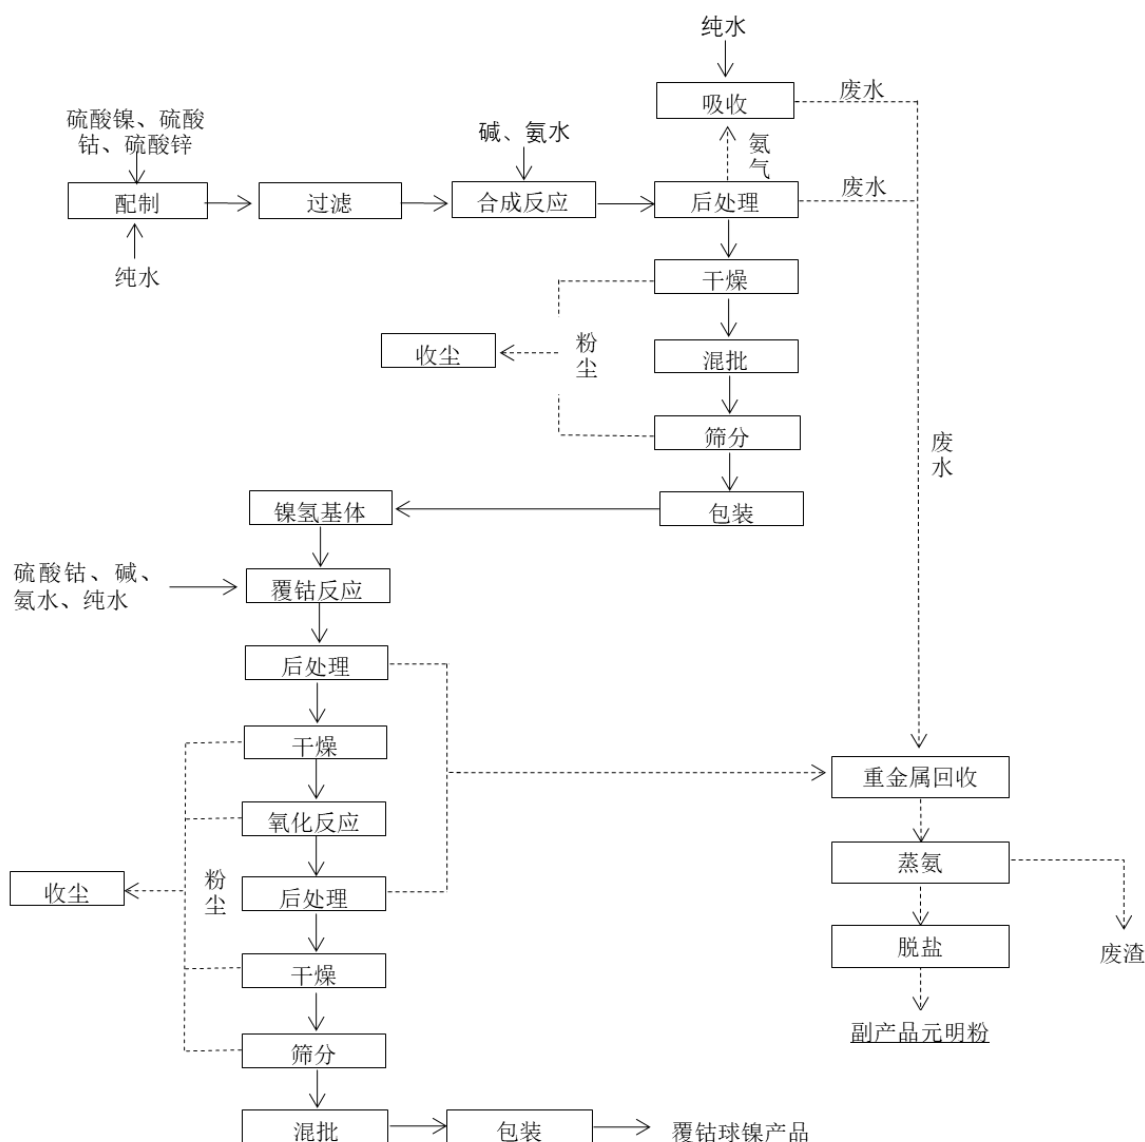 纯水
吸收
废水
硫酸镍、硫酸
钴、硫酸锌
碱、氨水
氨
气
配制
过滤
合成反应
后处理
废水
纯水
干燥
收尘
粉
尘
混批
筛分
废
水
镍氢基体
包装
硫酸钴、碱、
氨水、纯水
覆钴反应
后处理
干燥
重金属回收
氧化反应
蒸氨
收尘
粉
尘
后处理
脱盐
废渣
干燥
副产品元明粉
筛分
混批
包装
覆钴球镍产品